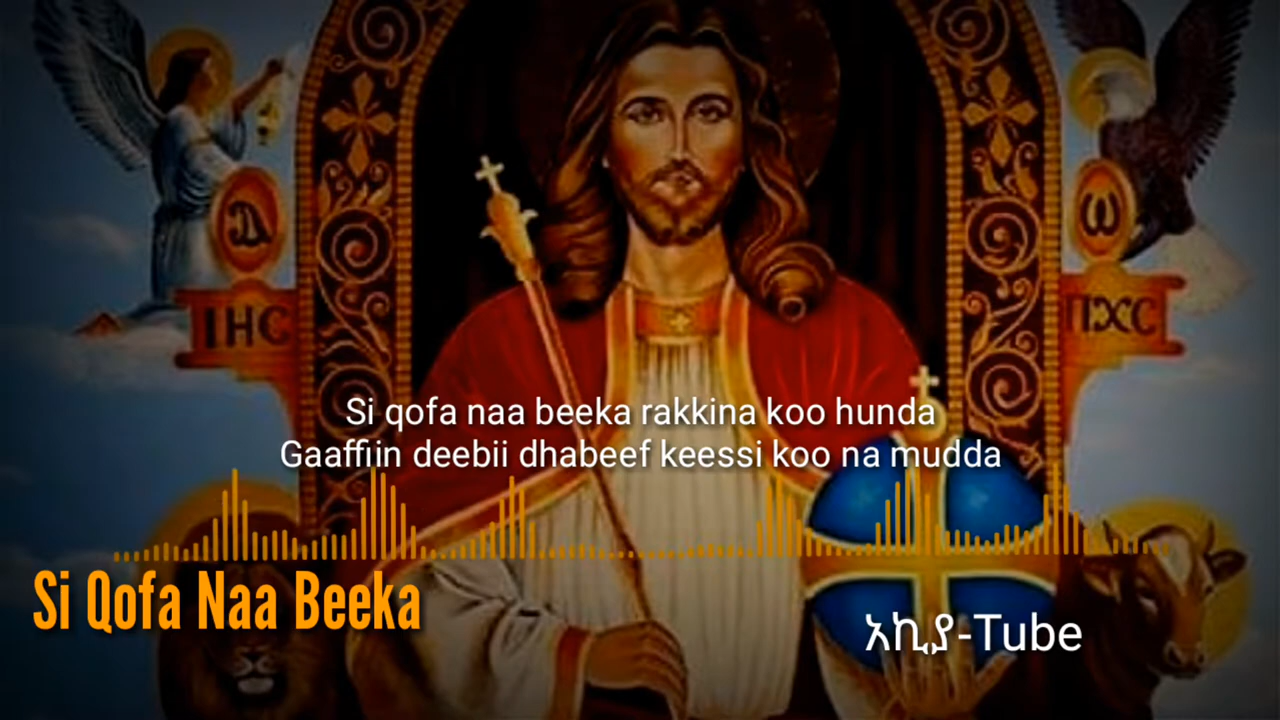 IHC
ΠΧC
Si qofa naa beeka rakkina koo hunda
Gaaffiin deebii dhabeef keessi koo na mudda
Si Qofa Naa Beeka
አኪያ-Tube